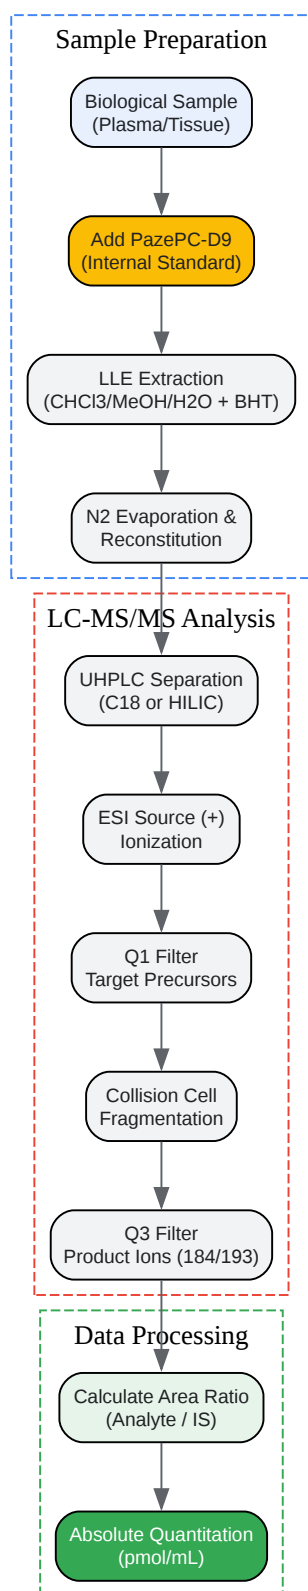 Sample Preparation
Biological Sample
(Plasma/Tissue)
Add PazePC-D9
(Internal Standard)
LLE Extraction
(CHCl3/MeOH/H2O + BHT)
N2 Evaporation &
Reconstitution
LC-MS/MS Analysis
UHPLC Separation
(C18 or HILIC)
ESI Source (+)
Ionization
Q1 Filter
Target Precursors
Collision Cell
Fragmentation
Q3 Filter
Product Ions (184/193)
Data Processing
Calculate Area Ratio
(Analyte / IS)
Absolute Quantitation
(pmol/mL)